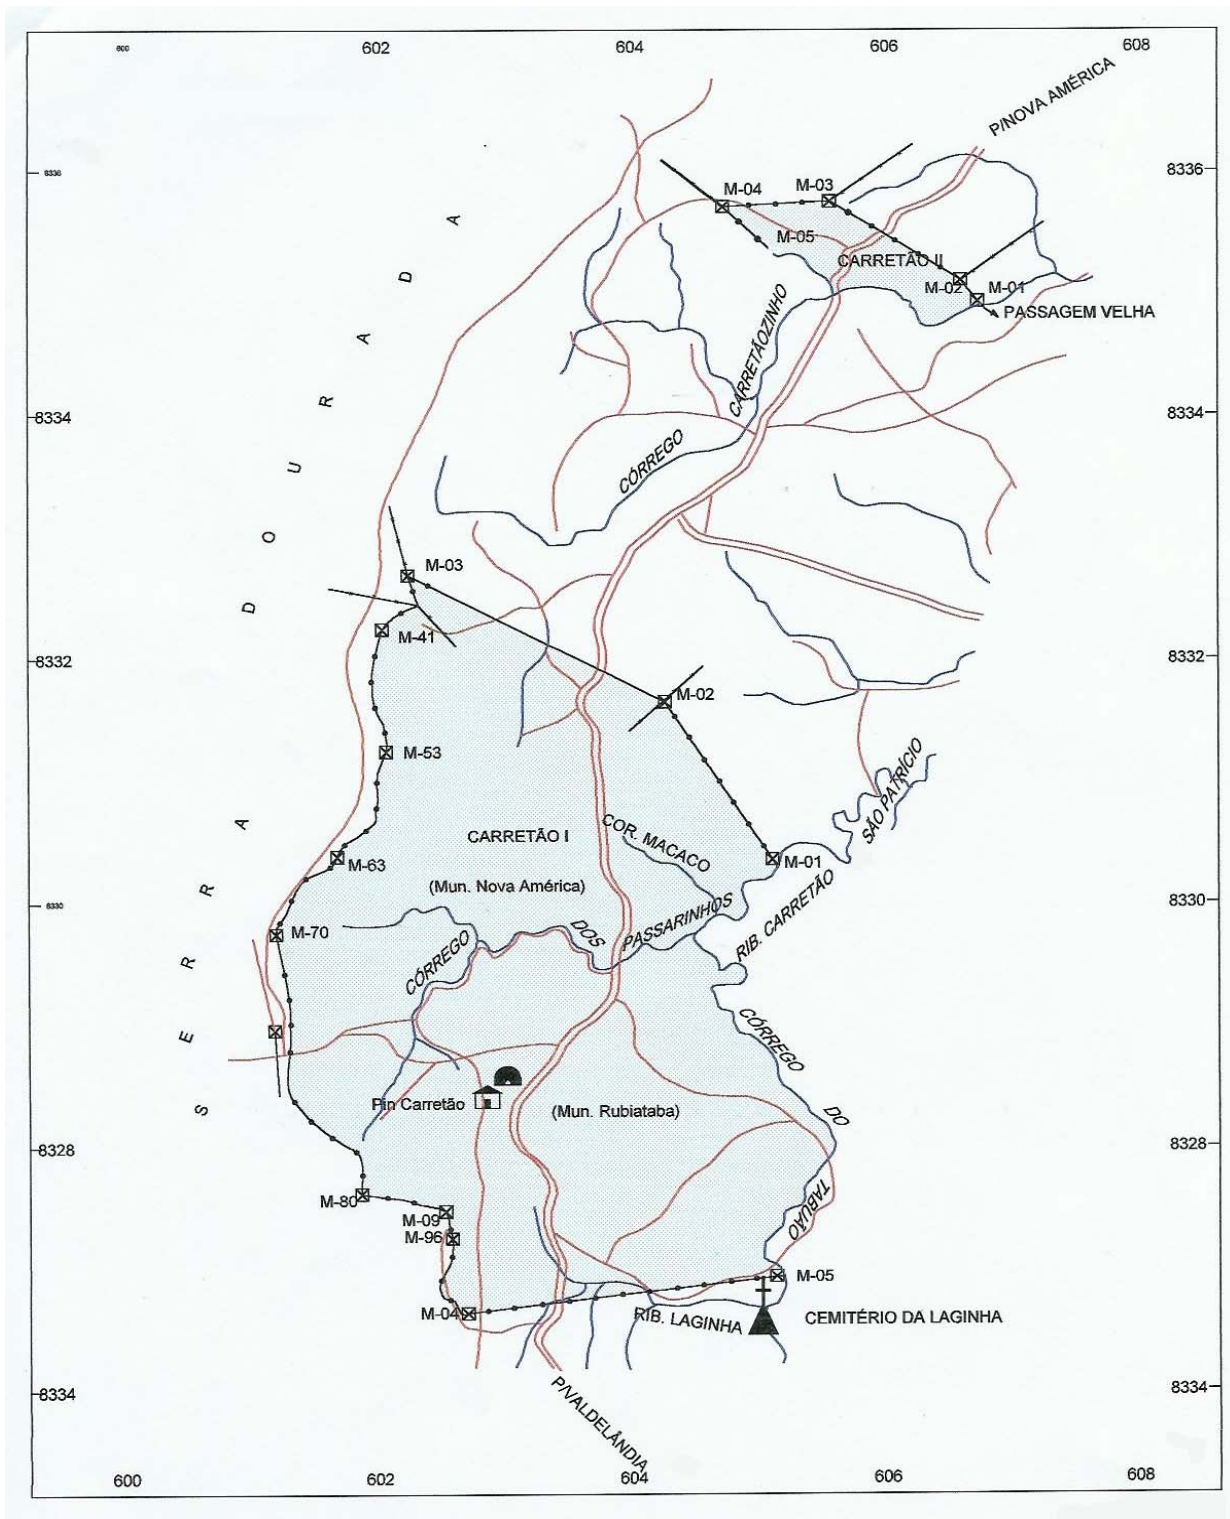 600 602 604 606 608
P/NOVA AMÉRICA
8336 8336
M-04 M-03
M-05
CARRETÃO II
M-02 M-01
PASSAGEM VELHA
CARRETÃOZINHO
CÓRREGO
8334 8334
SERRA DOURADA
M-03
M-41
8332 8332
M-02
M-53
SÃO PATRÍCIO
COR. MACACO
CARRETÃO I
M-63
M-01
(Mun. Nova América)
RIB. CARRETÃO
8330 8330
PASSARINHOS
DOS
M-70
CÓRREGO
CÓRREGO
Pin Carretão
(Mun. Rubiataba)
DO
8328 8328
TABUÃO
M-80
M-09
M-96
M-05
M-04
RIB. LAGINHA
CEMITÉRIO DA LAGINHA
8334 8334
P/VALDELÂNDIA
600 602 604 606 608